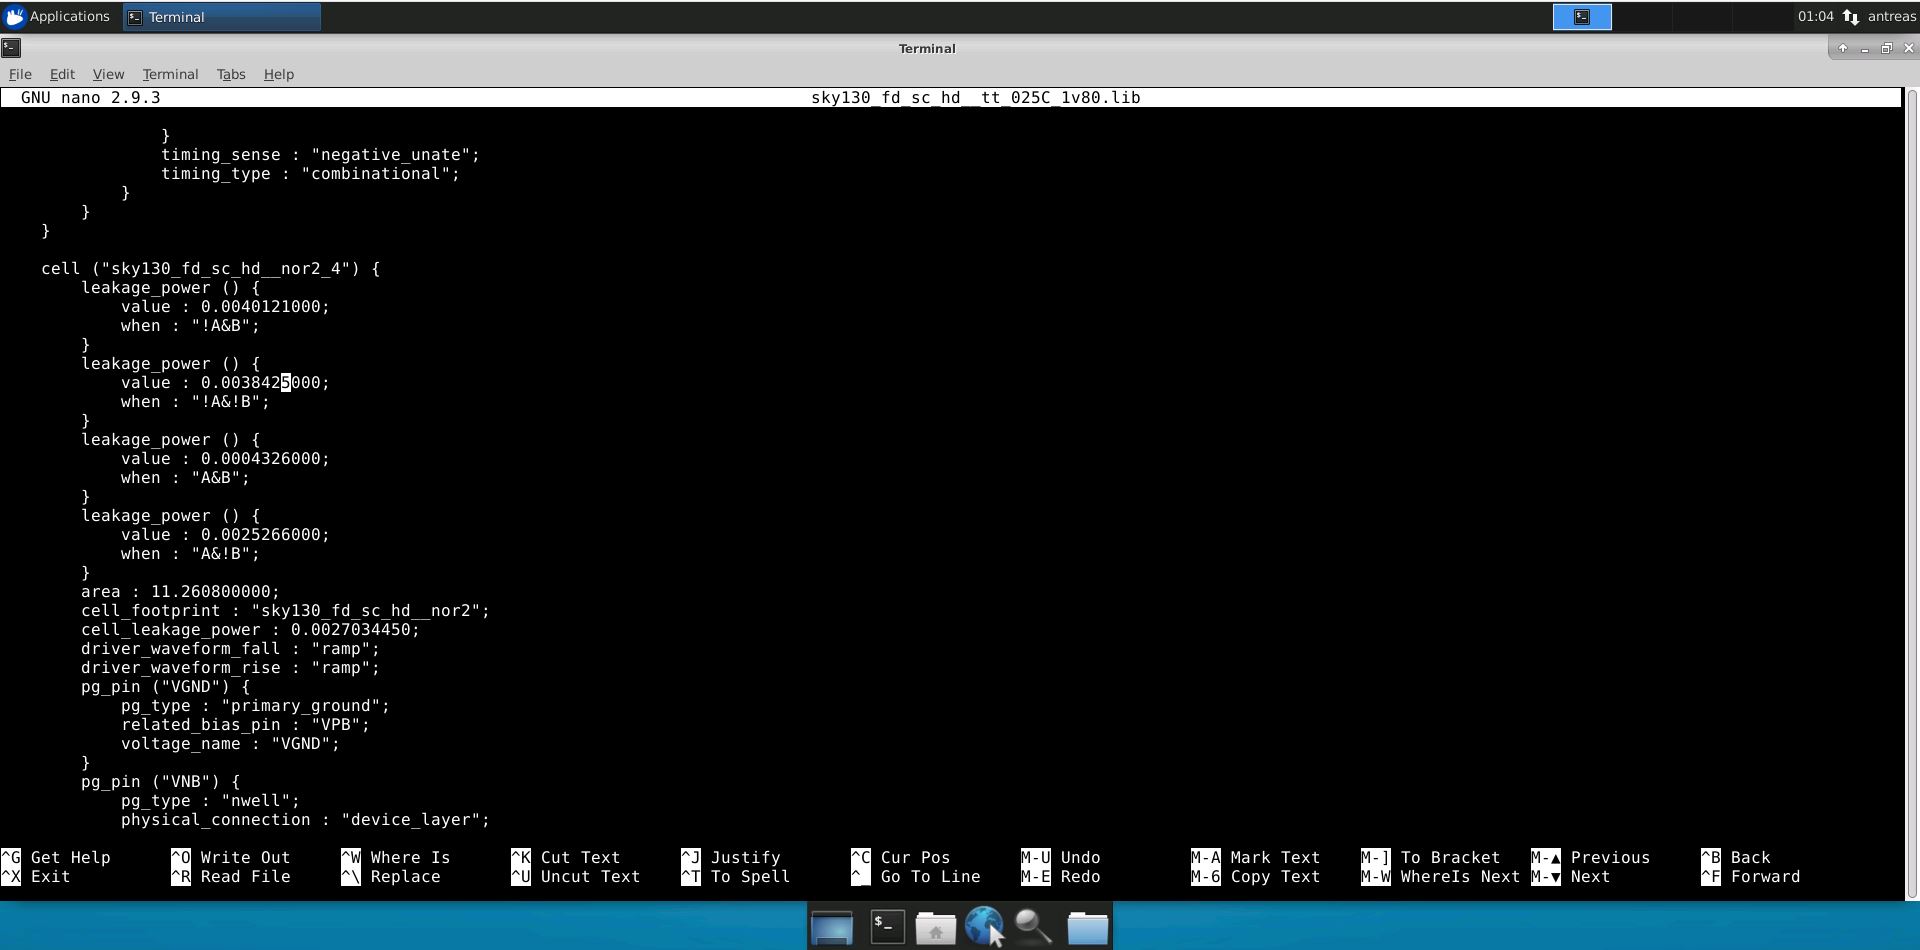 Applications Terminal 01:04 antreas
Terminal
File Edit View Terminal Tabs Help
GNU nano 2.9.3 sky130_fd_sc_hd__tt_025C_1v80.lib
}
timing_sense : "negative_unate";
timing_type : "combinational";
}
}
}
cell ("sky130_fd_sc_hd__nor2_4") {
leakage_power () {
value : 0.0040121000;
when : "!A&B";
}
leakage_power () {
value : 0.0038425000;
when : "!A&!B";
}
leakage_power () {
value : 0.0004326000;
when : "A&B";
}
leakage_power () {
value : 0.0025266000;
when : "A&!B";
}
area : 11.260800000;
cell_footprint : "sky130_fd_sc_hd__nor2";
cell_leakage_power : 0.0027034450;
driver_waveform_fall : "ramp";
driver_waveform_rise : "ramp";
pg_pin ("VGND") {
pg_type : "primary_ground";
related_bias_pin : "VPB";
voltage_name : "VGND";
}
pg_pin ("VNB") {
pg_type : "nwell";
physical_connection : "device_layer";
^G Get Help ^O Write Out ^W Where Is ^K Cut Text ^J Justify ^C Cur Pos M-U Undo M-A Mark Text M-] To Bracket M-▲ Previous ^B Back
^X Exit ^R Read File ^\ Replace ^U Uncut Text ^T To Spell ^_ Go To Line M-E Redo M-6 Copy Text M-W WhereIs Next M-▼ Next ^F Forward